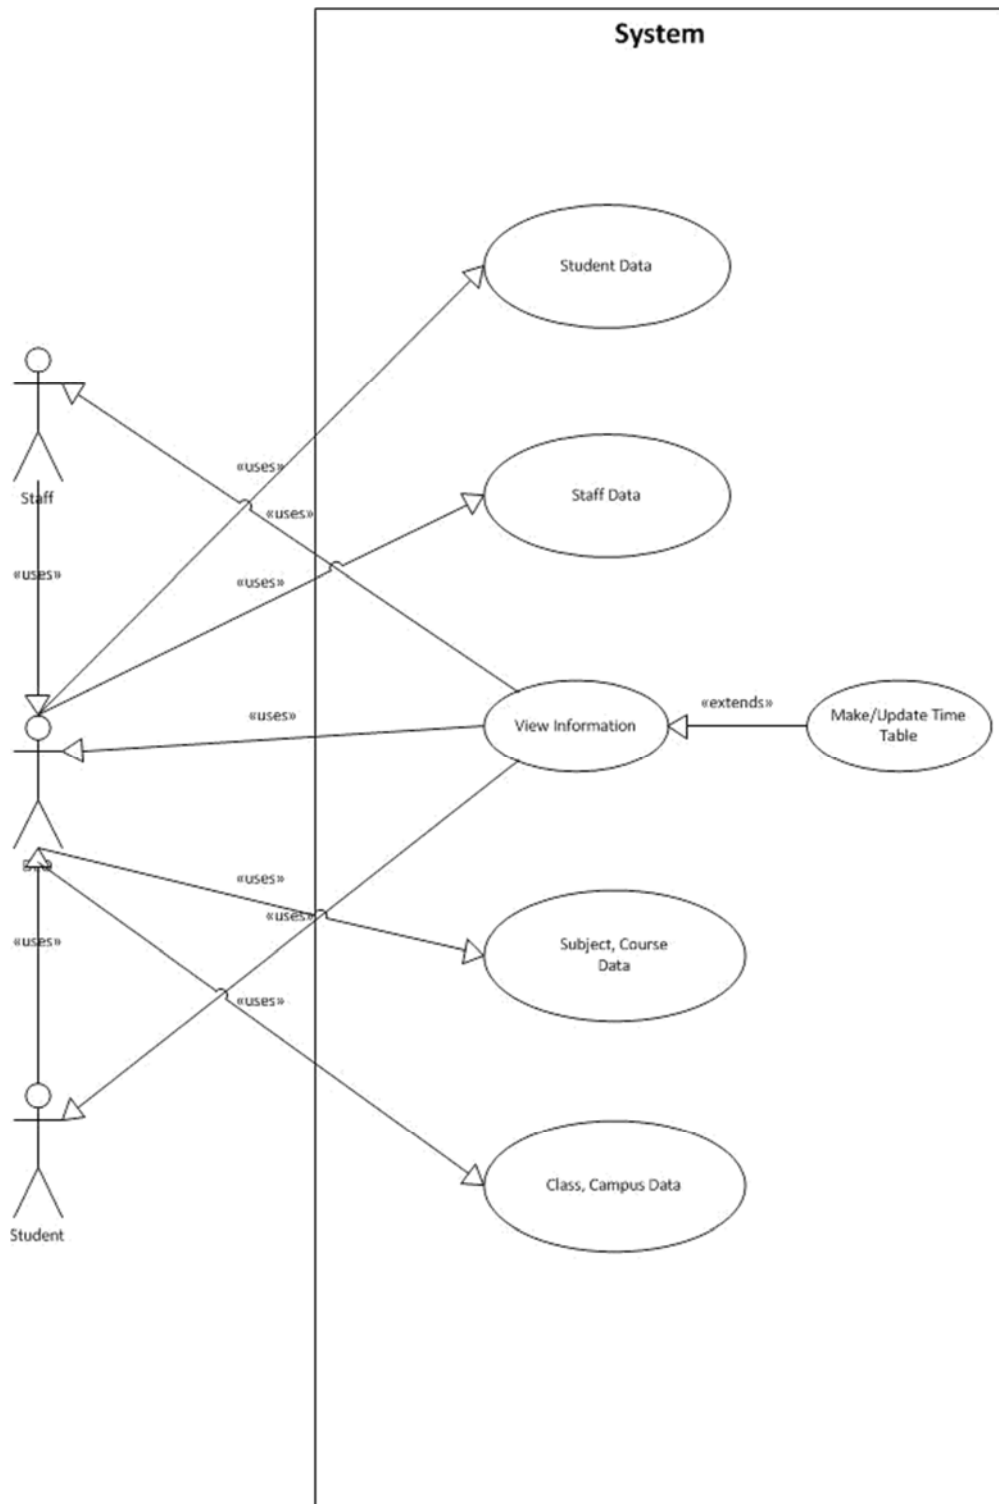 System
Student Data
«uses»
Staff
«uses»
Staff Data
«uses»
«uses»
«uses»
«extends»
View Information
Make/Update Time
Table
«uses»
«uses»
«uses»
Subject, Course
Data
«uses»
Class, Campus Data
Student